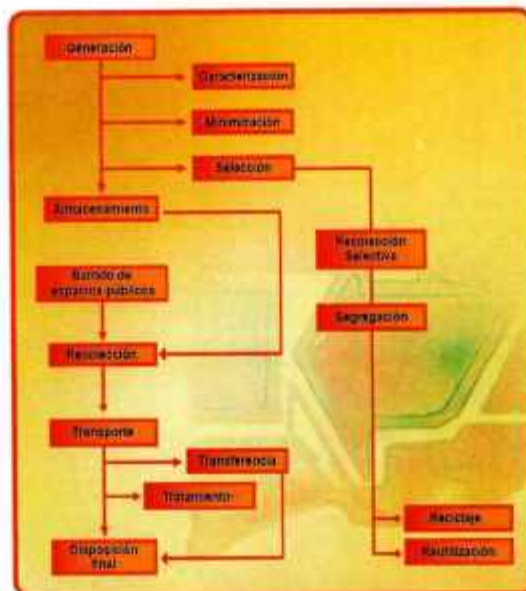 Generación
Caracterización
Minimización
Selección
Almacenamiento
Recolección
Selectiva
Barrido de
espacios públicos
Segregación
Recolección
Transporte
Transferencia
Tratamiento
Disposición
final
Reciclaje
Reutilización